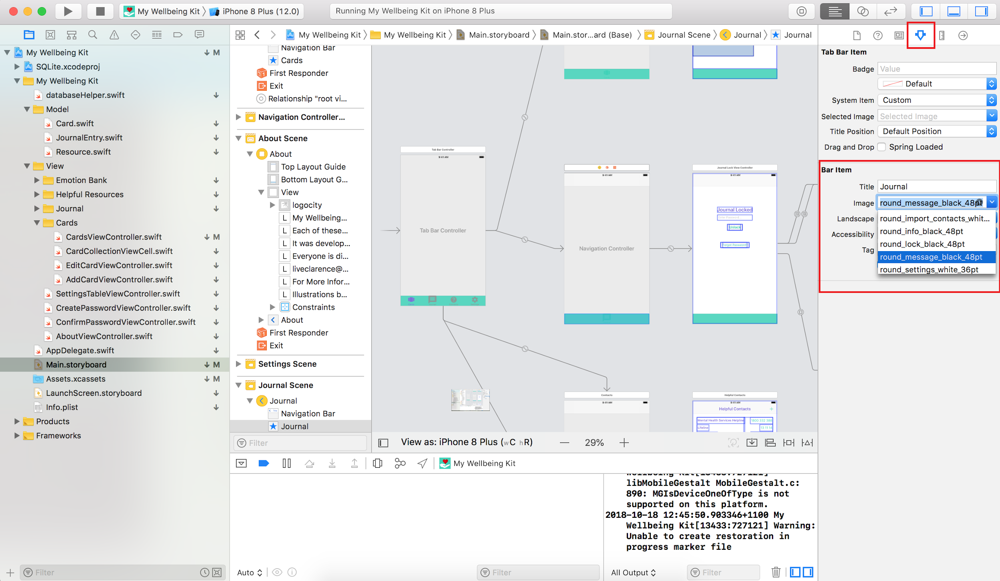 My Wellbeing Kit
iPhone 8 Plus (12.0)
Running My Wellbeing Kit on iPhone 8 Plus
My Wellbeing Kit
My Wellbeing Kit
Main.storyboard
Main.stor...ard (Base)
Journal Scene
Journal
Journal
My Wellbeing Kit M
SQLite.xcodeproj
My Wellbeing Kit
databaseHelper.swift
Model
Card.swift
JournalEntry.swift
Resource.swift
View
Emotion Bank
Helpful Resources
Journal
Cards
CardsViewController.swift M
CardCollectionViewCell.swift
EditCardViewController.swift
AddCardViewController.swift
SettingsTableViewController.swift
CreatePasswordViewController.swift
ConfirmPasswordViewController.swift
AboutViewController.swift
AppDelegate.swift
Main.storyboard M
Assets.xcassets M
LaunchScreen.storyboard
Info.plist
Products
Frameworks
Filter
Navigation Bar
Cards
First Responder
Exit
Relationship "root vi...
Navigation Controller...
About Scene
About
Top Layout Guide
Bottom Layout G...
View
logocity
L My Wellbeing...
L Each of these...
L It was develop...
L Everyone is di...
L liveclarence@...
L For More Infor...
L Illustrations b...
Constraints
About
First Responder
Exit
Settings Scene
Journal Scene
Journal
Navigation Bar
Journal
Filter
Tab Bar Controller
9:41 AM
Tab Bar Controller
Cards
9:41 AM
Navigation Controller
Journal Lock View Controller
9:41 AM
Journal Locked
Enter Password...
Unlock
Forgot Password?
Contacts
9:41 AM
Helpful Contacts
9:41 AM
Helpful Contacts +
Mental Health Services Helpline 1800 332 388
Lifeline 13 11 14
View as: iPhone 8 Plus (wC hR)
29%
My Wellbeing Kit
Wellbeing Kit[13433:727121]
libMobileGestalt MobileGestalt.c:
890: MGIsDeviceOneOfType is not
supported on this platform.
2018-10-18 12:45:50.903346+1100 My
Wellbeing Kit[13433:727121] Warning:
Unable to create restoration in
progress marker file
Auto
Filter
All Output
Filter
Tab Bar Item
Badge Value
Default
System Item Custom
Selected Image Selected Image
Title Position Default Position
Drag and Drop Spring Loaded
Bar Item
Title Journal
Image round_message_black_48pt
Landscape
Accessibility
Tag
round_import_contacts_whit...
round_info_black_48pt
round_lock_black_48pt
round_message_black_48pt
round_settings_white_36pt